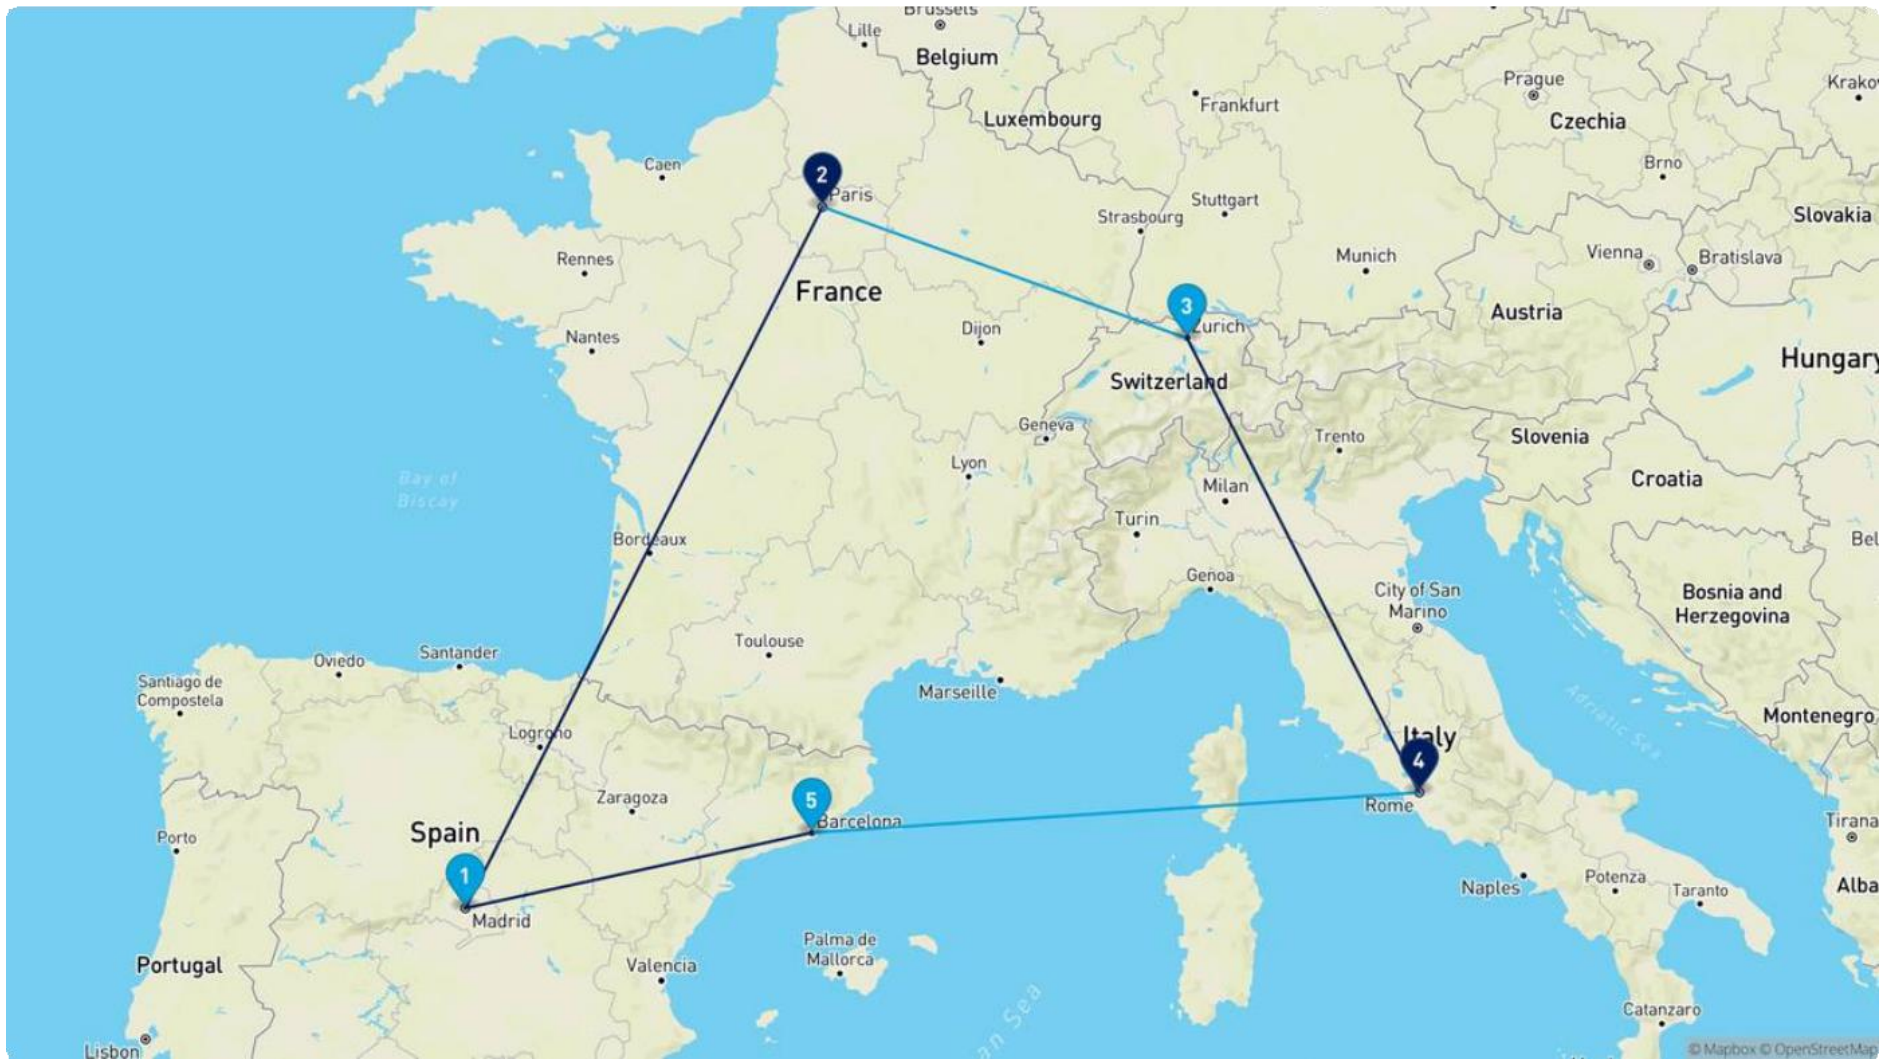 Brussels
Lille
Belgium
Prague
Krako
Frankfurt
Luxembourg
Czechia
Caen
Brno
2
Paris
Stuttgart
Strasbourg
Slovakia
Rennes
Munich
Vienna
Bratislava
France
3
Austria
Zurich
Nantes
Dijon
Hungary
Switzerland
Geneva
Trento
Slovenia
Lyon
Croatia
Bay of
Biscay
Milan
Turin
Bordeaux
Bel
Genoa
City of San
Marino
Bosnia and
Herzegovina
Toulouse
Santander
Oviedo
Santiago de
Compostela
Marseille
Adriatic Sea
Montenegro
Logroño
Italy
4
5
Zaragoza
Rome
Barcelona
Tirana
Spain
Porto
1
Naples
Potenza
Taranto
Alba
Madrid
Palma de
Mallorca
Portugal
Valencia
an Sea
Catanzaro
Lisbon
© Mapbox © OpenStreetMap